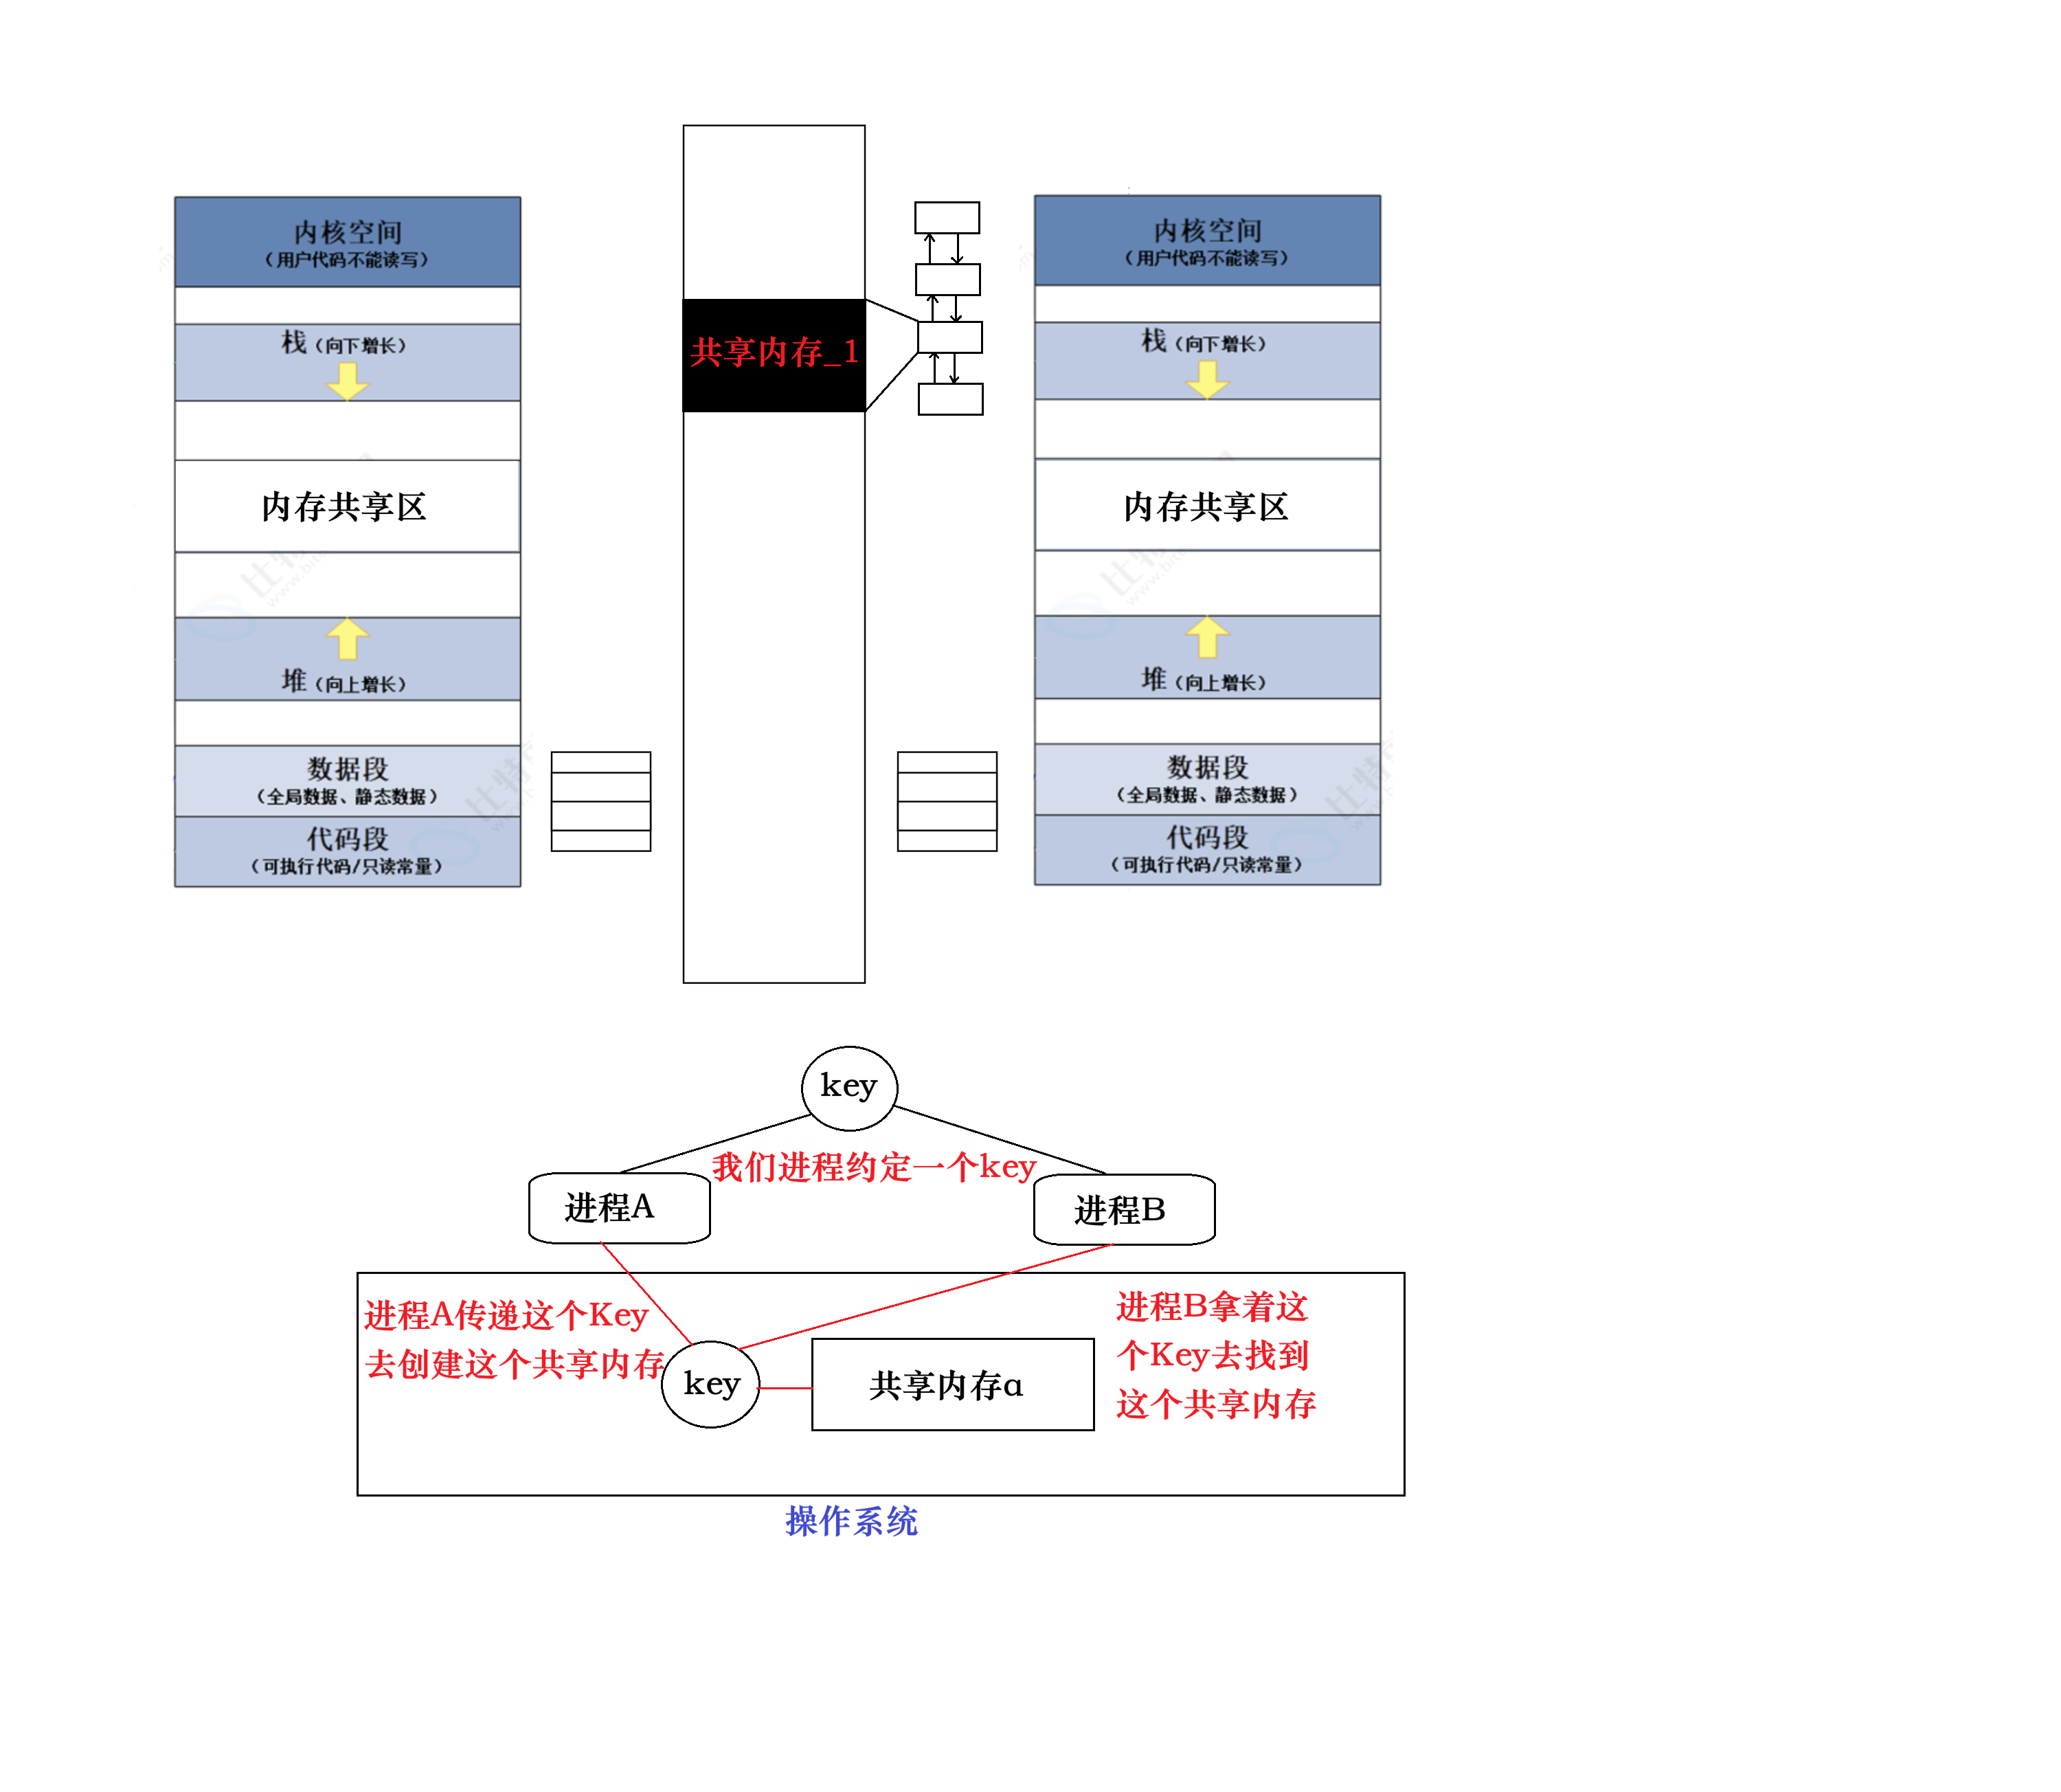 内核空间
（用户代码不能读写）
栈（向下增长）
内存共享区
堆（向上增长）
数据段
（全局数据、静态数据）
代码段
（可执行代码/只读常量）
共享内存_1
内核空间
（用户代码不能读写）
栈（向下增长）
内存共享区
堆（向上增长）
数据段
（全局数据、静态数据）
代码段
（可执行代码/只读常量）
key
我们进程约定一个key
进程A
进程B
进程A传递这个Key
去创建这个共享内存
key
共享内存a
进程B拿着这
个Key去找到
这个共享内存
操作系统